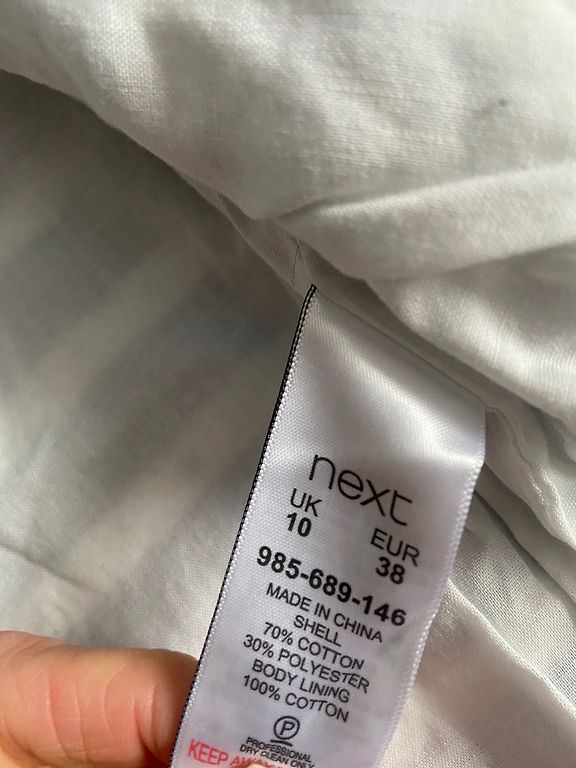 next
UK EUR
10 38
985-689-146
MADE IN CHINA
SHELL
70% COTTON
30% POLYESTER
BODY LINING
100% COTTON
P
PROFESSIONAL
DRY CLEAN ONLY
KEEP